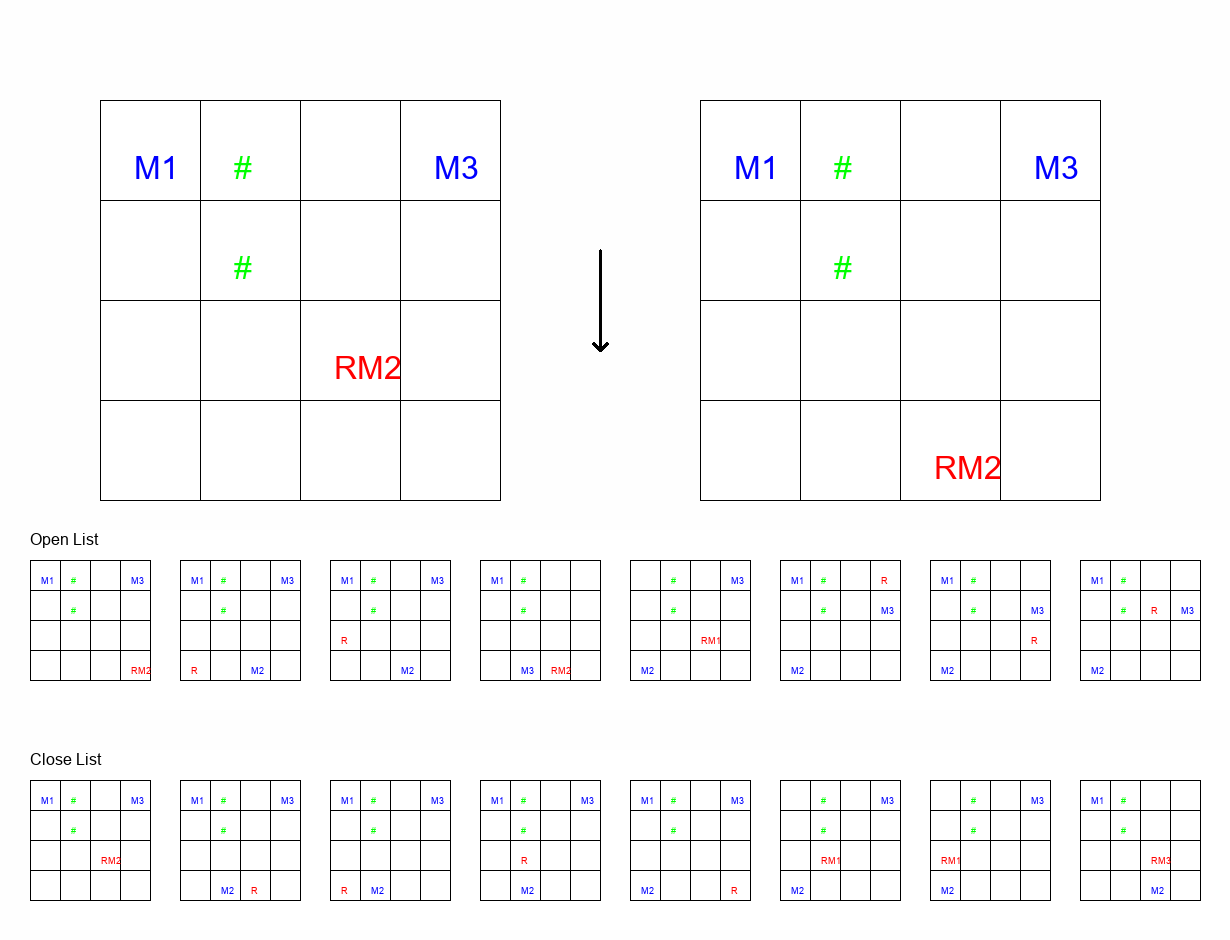 M1 # M3 M1 # M3
# #
RM2
RM2
Open List
M1 # M3 M1 # M3 M1 # M3 M1 # # M3 M1 # R M1 # M1 #
# # # # # # M3 # M3 # R M3
R RM1 R
RM2 R M2 M2 M3 RM2 M2 M2 M2 M2
Close List
M1 # M3 M1 # M3 M1 # M3 M1 # M3 M1 # M3 # M3 # M3 M1 #
# # # # # # # #
RM2 R RM1 RM1 RM3
M2 R R M2 M2 M2 R M2 M2 M2